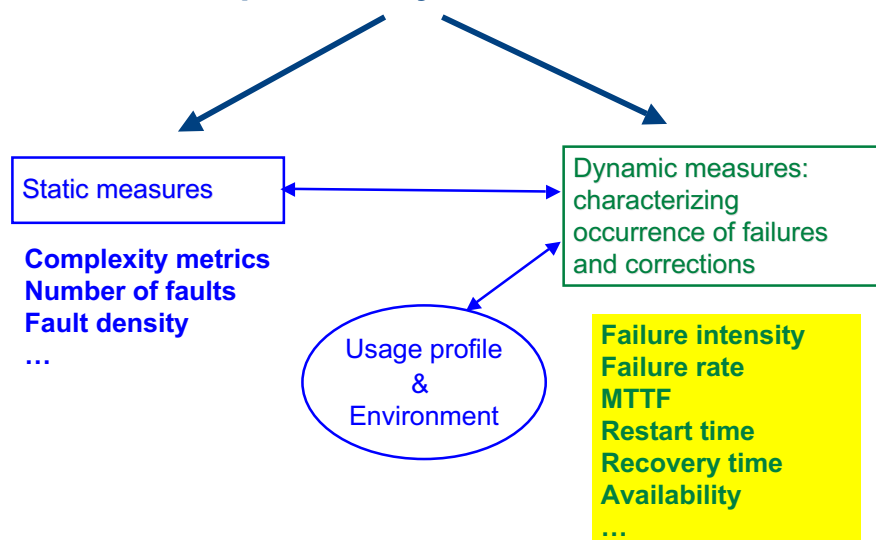 Static measures
Complexity metrics
Number of faults
Fault density
…
Usage profile
&
Environment
Dynamic measures:
characterizing
occurrence of failures
and corrections
Failure intensity
Failure rate
MTTF
Restart time
Recovery time
Availability
…